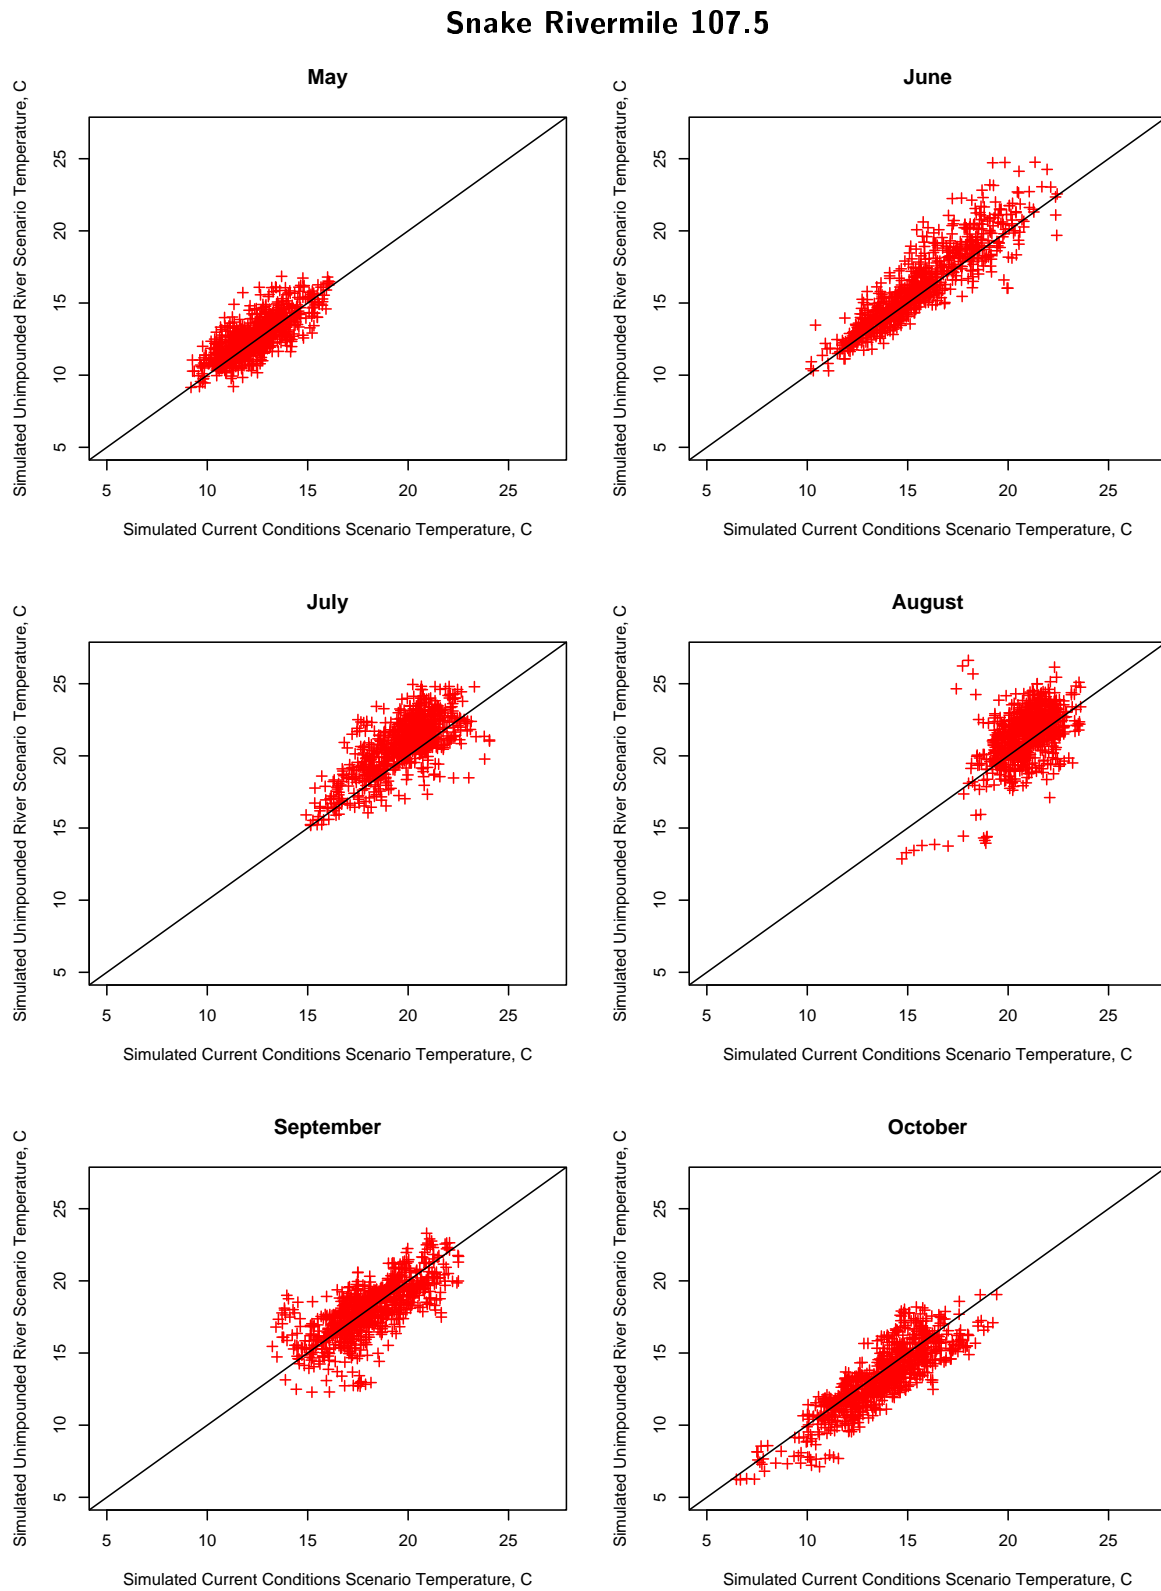 Snake Rivermile 107.5
May
Simulated Unimpounded River Scenario Temperature, C
25
20
15
10
5
5 10 15 20 25
Simulated Current Conditions Scenario Temperature, C
June
Simulated Unimpounded River Scenario Temperature, C
25
20
15
10
5
5 10 15 20 25
Simulated Current Conditions Scenario Temperature, C
July
Simulated Unimpounded River Scenario Temperature, C
25
20
15
10
5
5 10 15 20 25
Simulated Current Conditions Scenario Temperature, C
August
Simulated Unimpounded River Scenario Temperature, C
25
20
15
10
5
5 10 15 20 25
Simulated Current Conditions Scenario Temperature, C
September
Simulated Unimpounded River Scenario Temperature, C
25
20
15
10
5
5 10 15 20 25
Simulated Current Conditions Scenario Temperature, C
October
Simulated Unimpounded River Scenario Temperature, C
25
20
15
10
5
5 10 15 20 25
Simulated Current Conditions Scenario Temperature, C